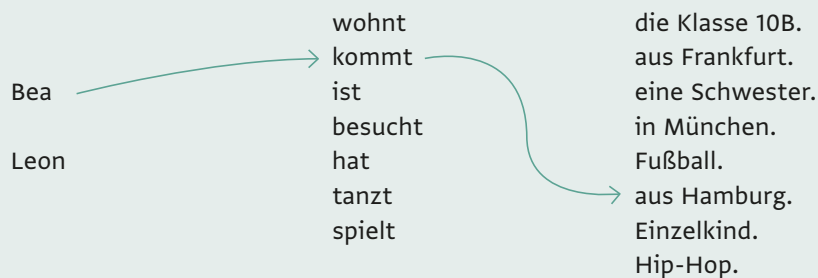 wohnt die Klasse 10B.
kommt aus Frankfurt.
Bea ist eine Schwester.
besucht in München.
Leon hat Fußball.
tanzt aus Hamburg.
spielt Einzelkind.
Hip-Hop.